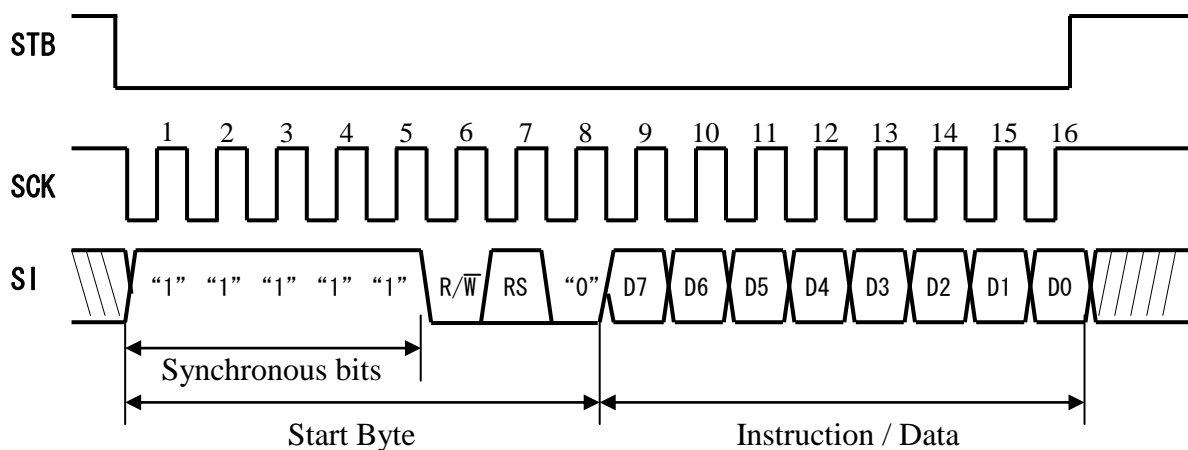 STB
1 2 3 4 5 6 7 8 9 10 11 12 13 14 15 16
SCK
SI “1” “1” “1” “1” “1” R/W̅ RS “0” D7 D6 D5 D4 D3 D2 D1 D0
Synchronous bits
Start Byte Instruction / Data